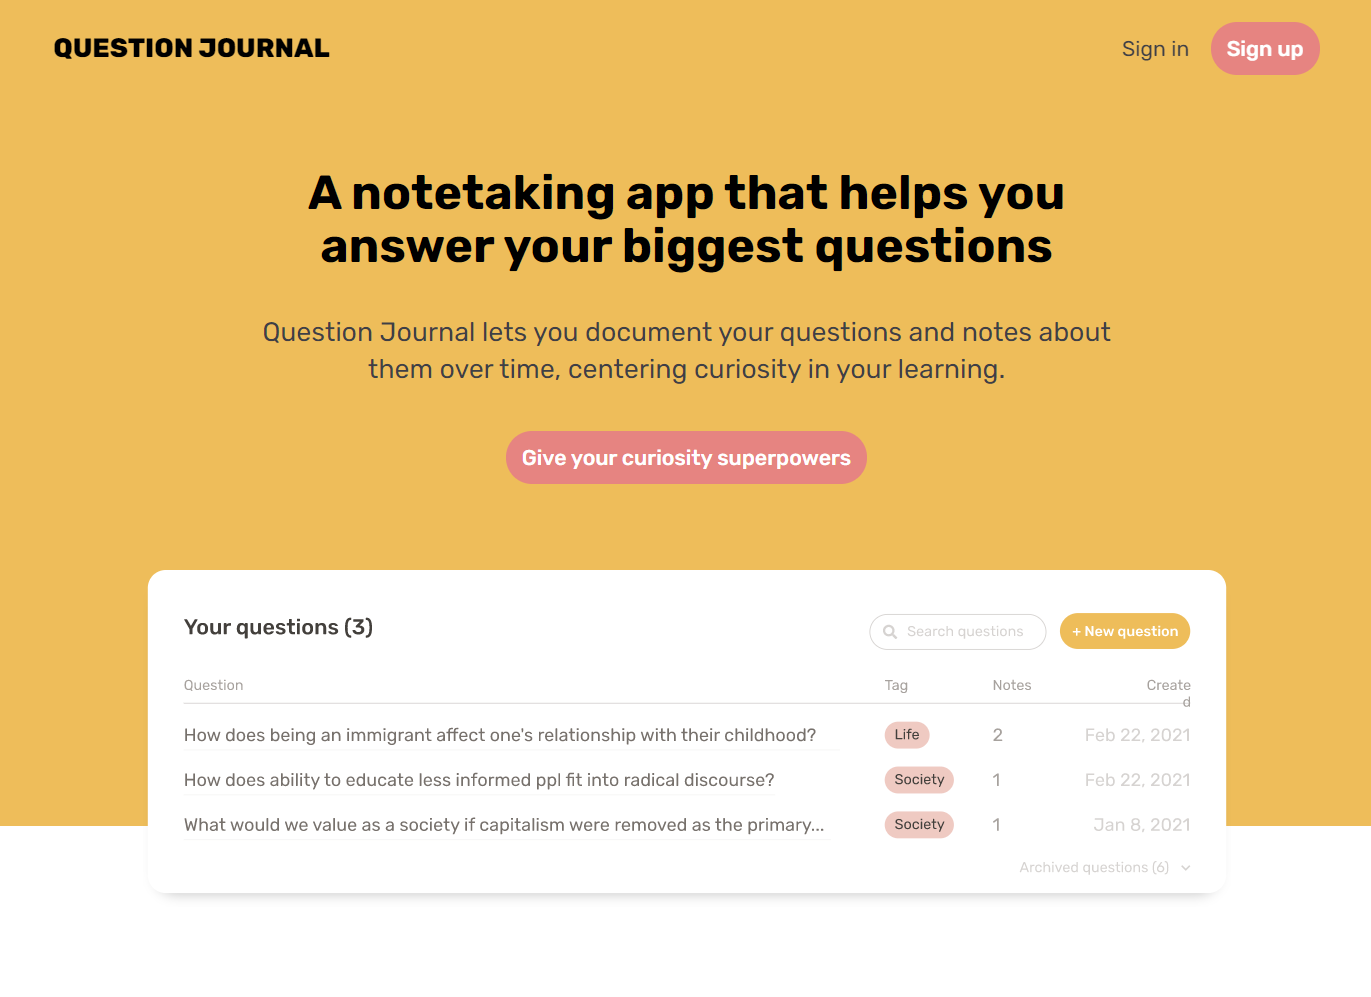 QUESTION JOURNAL
Sign in
Sign up
A notetaking app that helps you
answer your biggest questions
Question Journal lets you document your questions and notes about
them over time, centering curiosity in your learning.
Give your curiosity superpowers
Your questions (3)
Search questions
+ New question
Question
Tag
Notes
Create
d
How does being an immigrant affect one's relationship with their childhood?
Life
2
Feb 22, 2021
How does ability to educate less informed ppl fit into radical discourse?
Society
1
Feb 22, 2021
What would we value as a society if capitalism were removed as the primary...
Society
1
Jan 8, 2021
Archived questions (6)